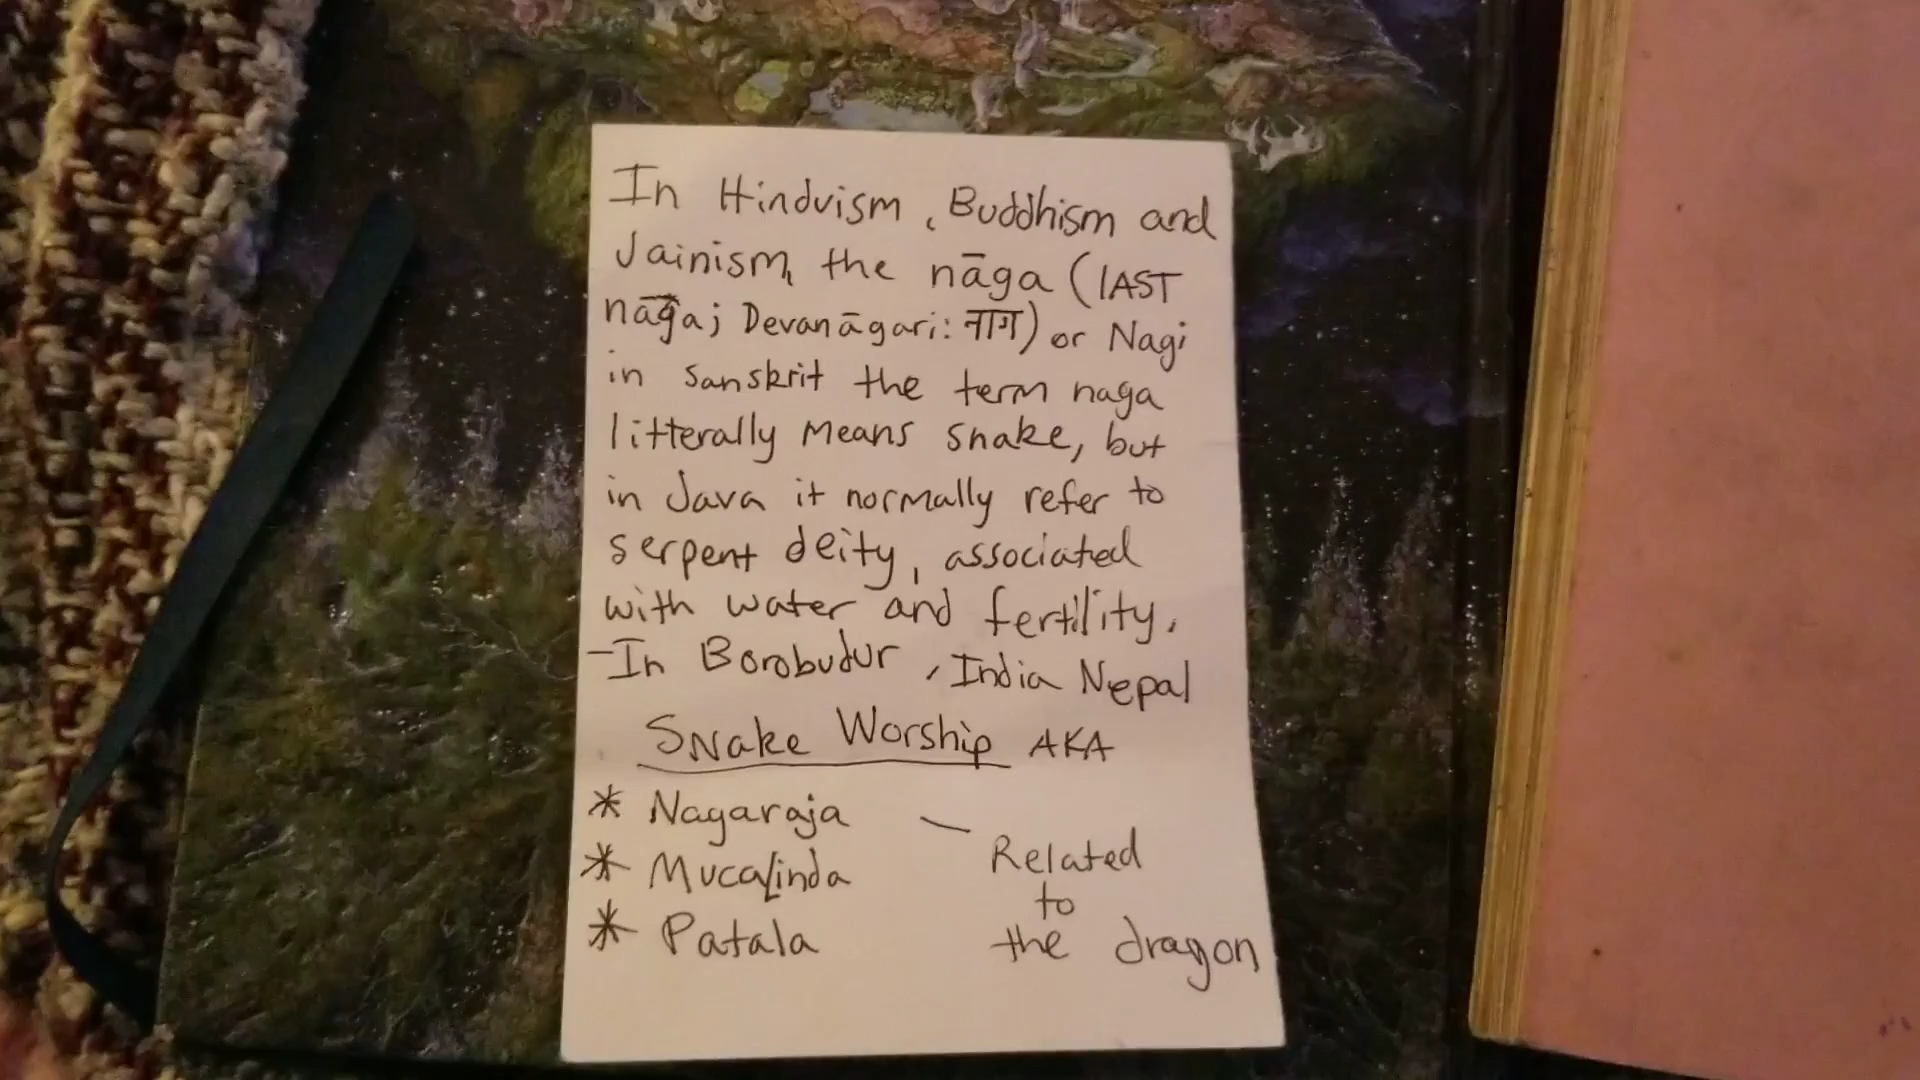 In Hinduism, Buddhism and
Jainism, the nāga (IAST
nāga; Devanāgari: नाग) or Nagi
in sanskrit the term naga
litterally means snake, but
in Java it normally refer to
serpent deity, associated
with water and fertility.
-In Borobudur, India Nepal
Snake Worship AKA
* Nagaraja —
* Mucalinda
* Patala
Related
to
the dragon